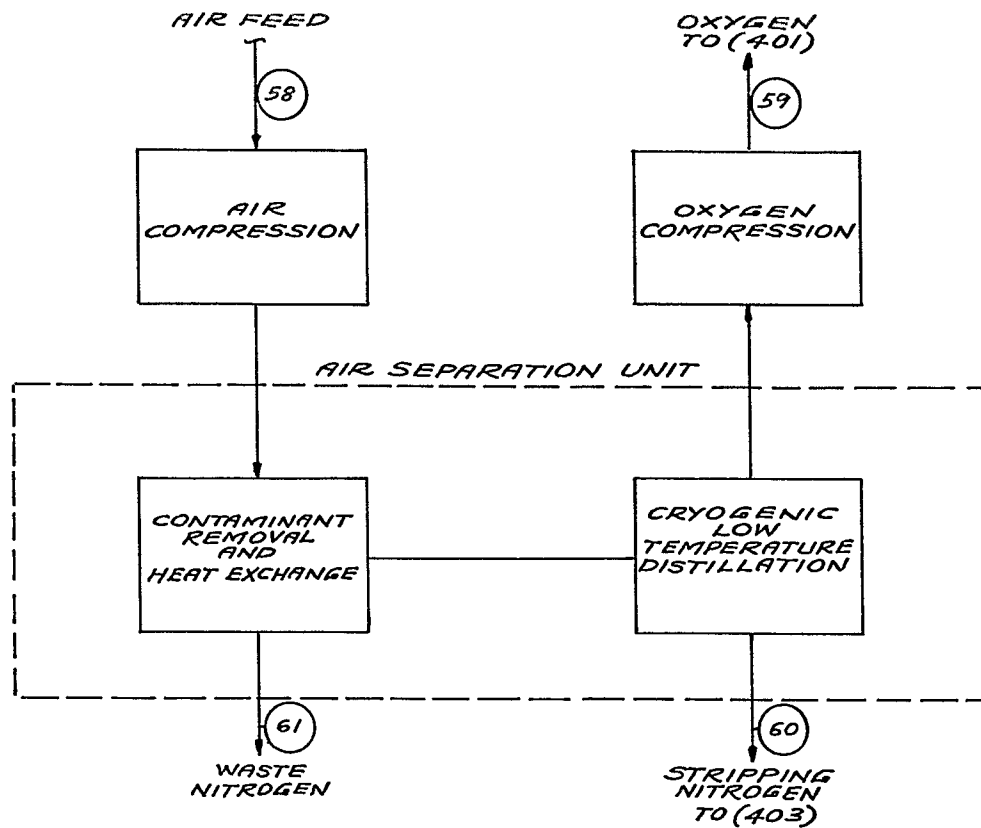 AIR FEED
58
AIR
COMPRESSION
OXYGEN
TO (401)
59
OXYGEN
COMPRESSION
AIR SEPARATION UNIT
CONTAMINANT
REMOVAL
AND
HEAT EXCHANGE
CRYOGENIC
LOW
TEMPERATURE
DISTILLATION
61
WASTE
NITROGEN
60
STRIPPING
NITROGEN
TO (403)